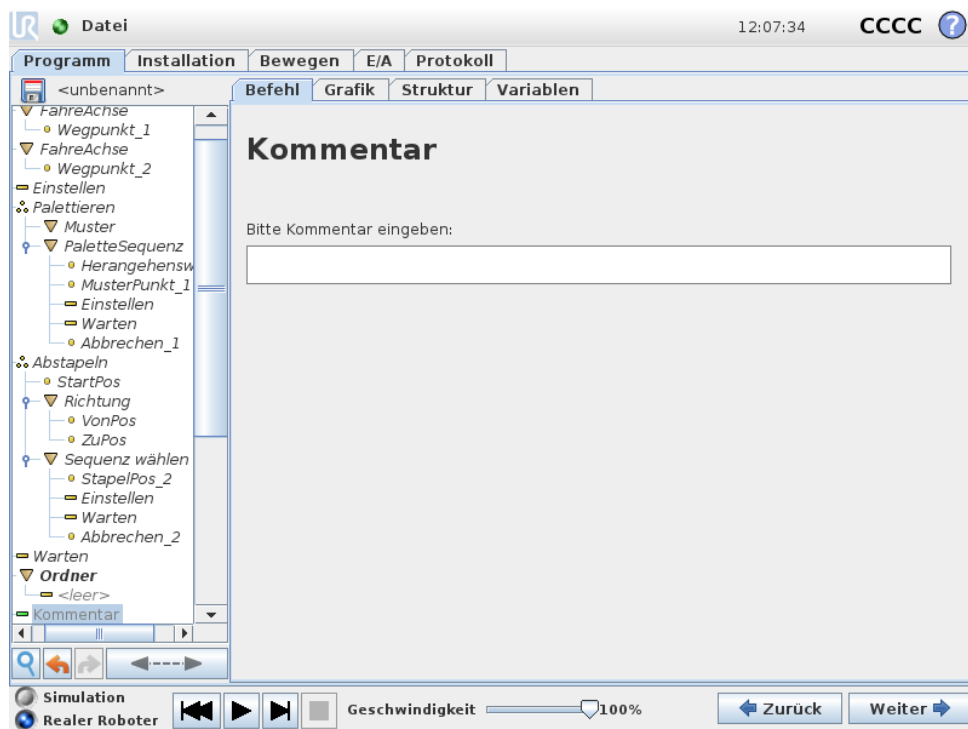 UR Datei 12:07:34 CCCC ?
Programm Installation Bewegen E/A Protokoll
<unbenannt> Befehl Grafik Struktur Variablen
FahreAchse
Wegpunkt_1
FahreAchse
Wegpunkt_2
Einstellen
Palettieren
Muster
PaletteSequenz
Herangehensw
MusterPunkt_1
Einstellen
Warten
Abbrechen_1
Abstapeln
StartPos
Richtung
VonPos
ZuPos
Sequenz wählen
StapelPos_2
Einstellen
Warten
Abbrechen_2
Warten
Ordner
<leer>
Kommentar
Kommentar
Bitte Kommentar eingeben:
Simulation
Realer Roboter
Geschwindigkeit 100%
Zurück Weiter